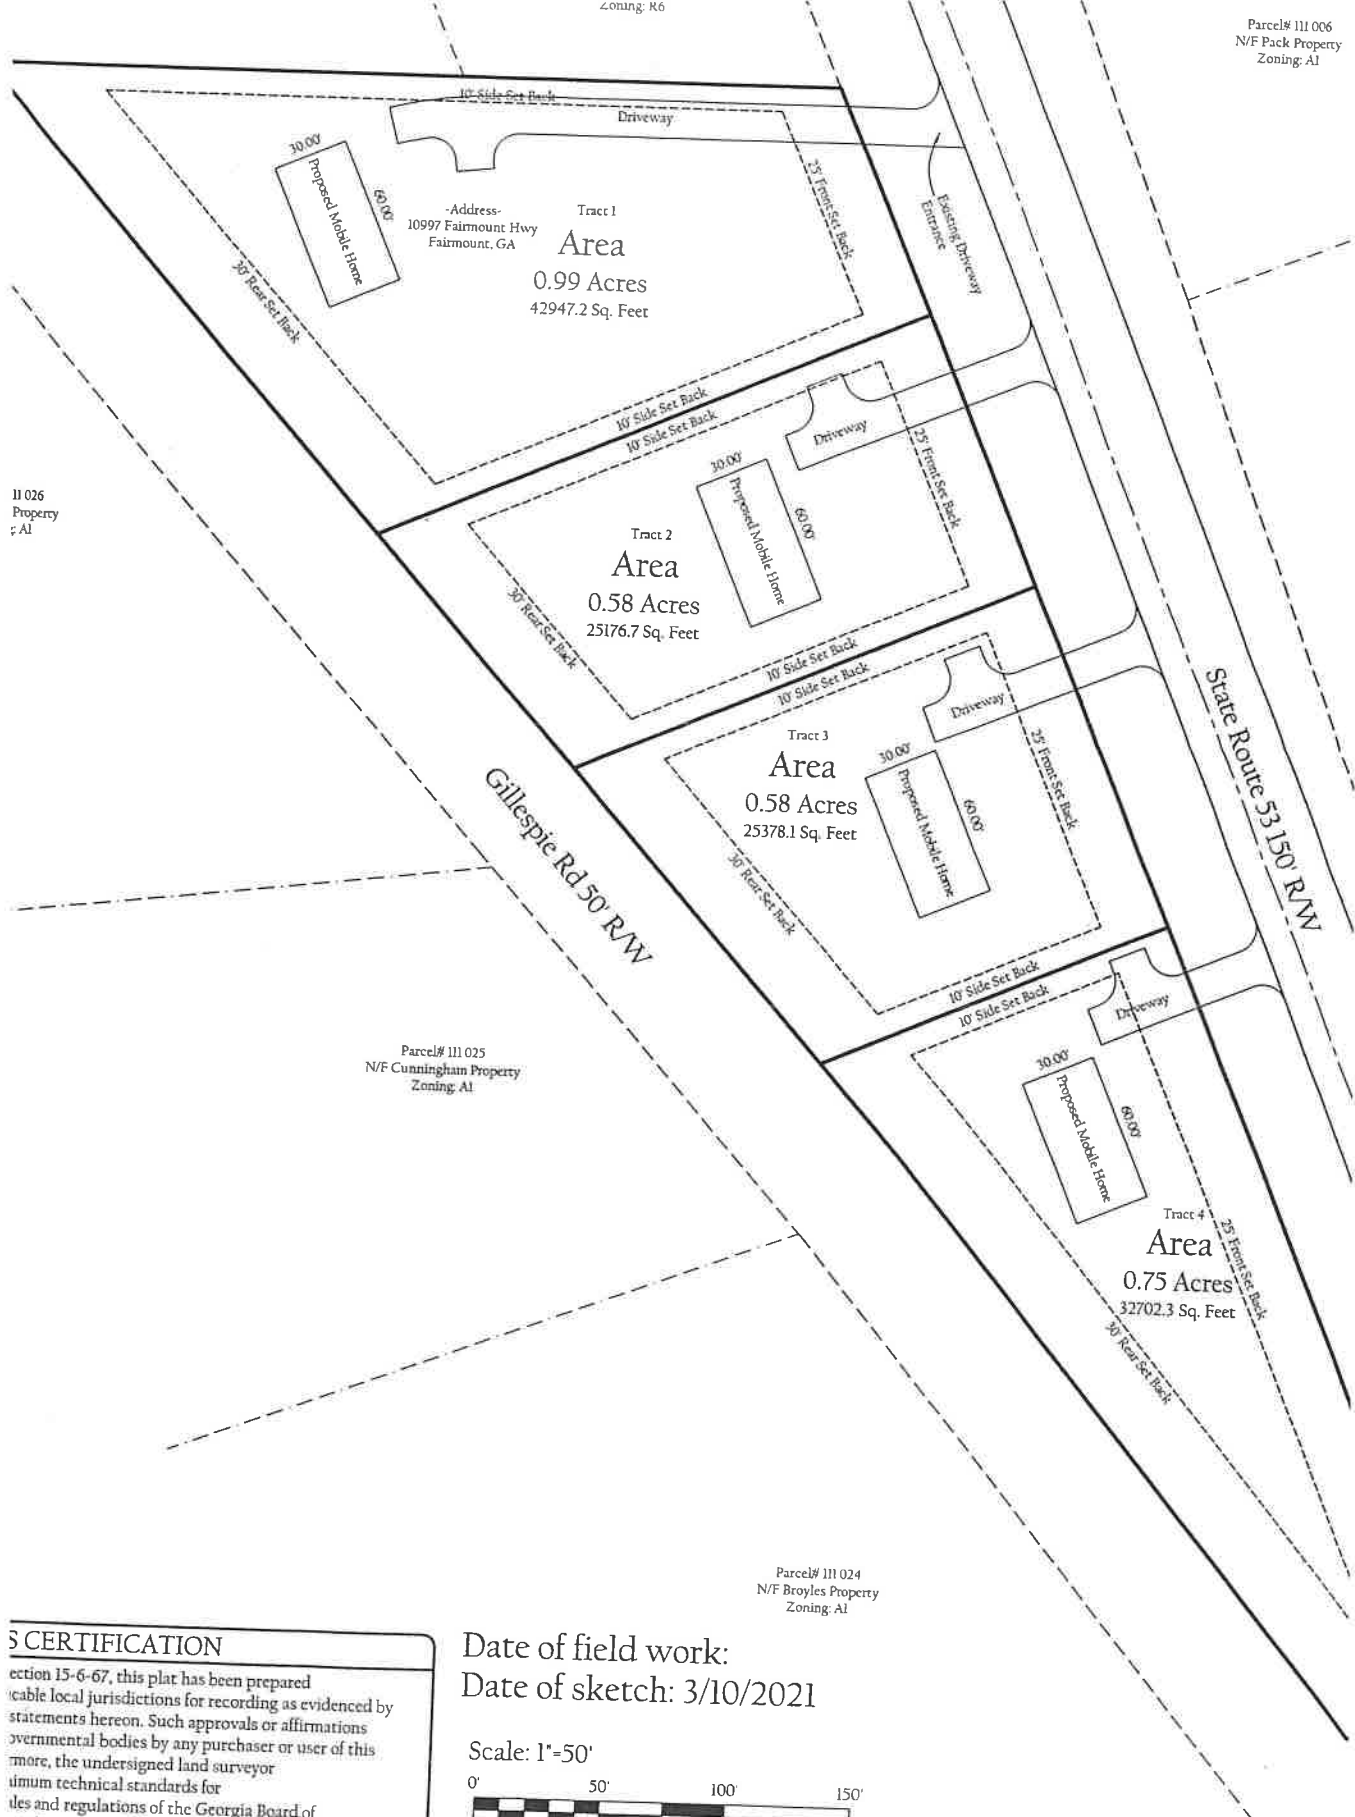 Zoning: R6
Parcel# 111 006
N/F Pack Property
Zoning: A1
10' Side Set Back
Driveway
30.00'
60.00'
Proposed Mobile Home
-Address-
10997 Fairmount Hwy
Fairmount, GA
Tract 1
Area
0.99 Acres
42947.2 Sq. Feet
25' Front Set Back
Existing Driveway
Entrance
30' Rear Set Back
10' Side Set Back
10' Side Set Back
Driveway
30.00'
60.00'
Proposed Mobile Home
25' Front Set Back
11 026
Property
: A1
Tract 2
Area
0.58 Acres
25176.7 Sq. Feet
30' Rear Set Back
10' Side Set Back
10' Side Set Back
Driveway
State Route 53 150' R/W
Tract 3
Area
0.58 Acres
25378.1 Sq. Feet
30.00'
60.00'
Proposed Mobile Home
25' Front Set Back
Gillespie Rd 50' R/W
30' Rear Set Back
10' Side Set Back
10' Side Set Back
Driveway
Parcel# 111 025
N/F Cunningham Property
Zoning: A1
30.00'
60.00'
Proposed Mobile Home
Tract 4
Area
0.75 Acres
32702.3 Sq. Feet
25' Front Set Back
30' Rear Set Back
Parcel# 111 024
N/F Broyles Property
Zoning: A1
S CERTIFICATION
ection 15-6-67, this plat has been prepared
cable local jurisdictions for recording as evidenced by
statements hereon. Such approvals or affirmations
overnmental bodies by any purchaser or user of this
more, the undersigned land surveyor
imum technical standards for
les and regulations of the Georgia Board of
Date of field work:
Date of sketch: 3/10/2021
Scale: 1"=50'
0' 50' 100' 150'